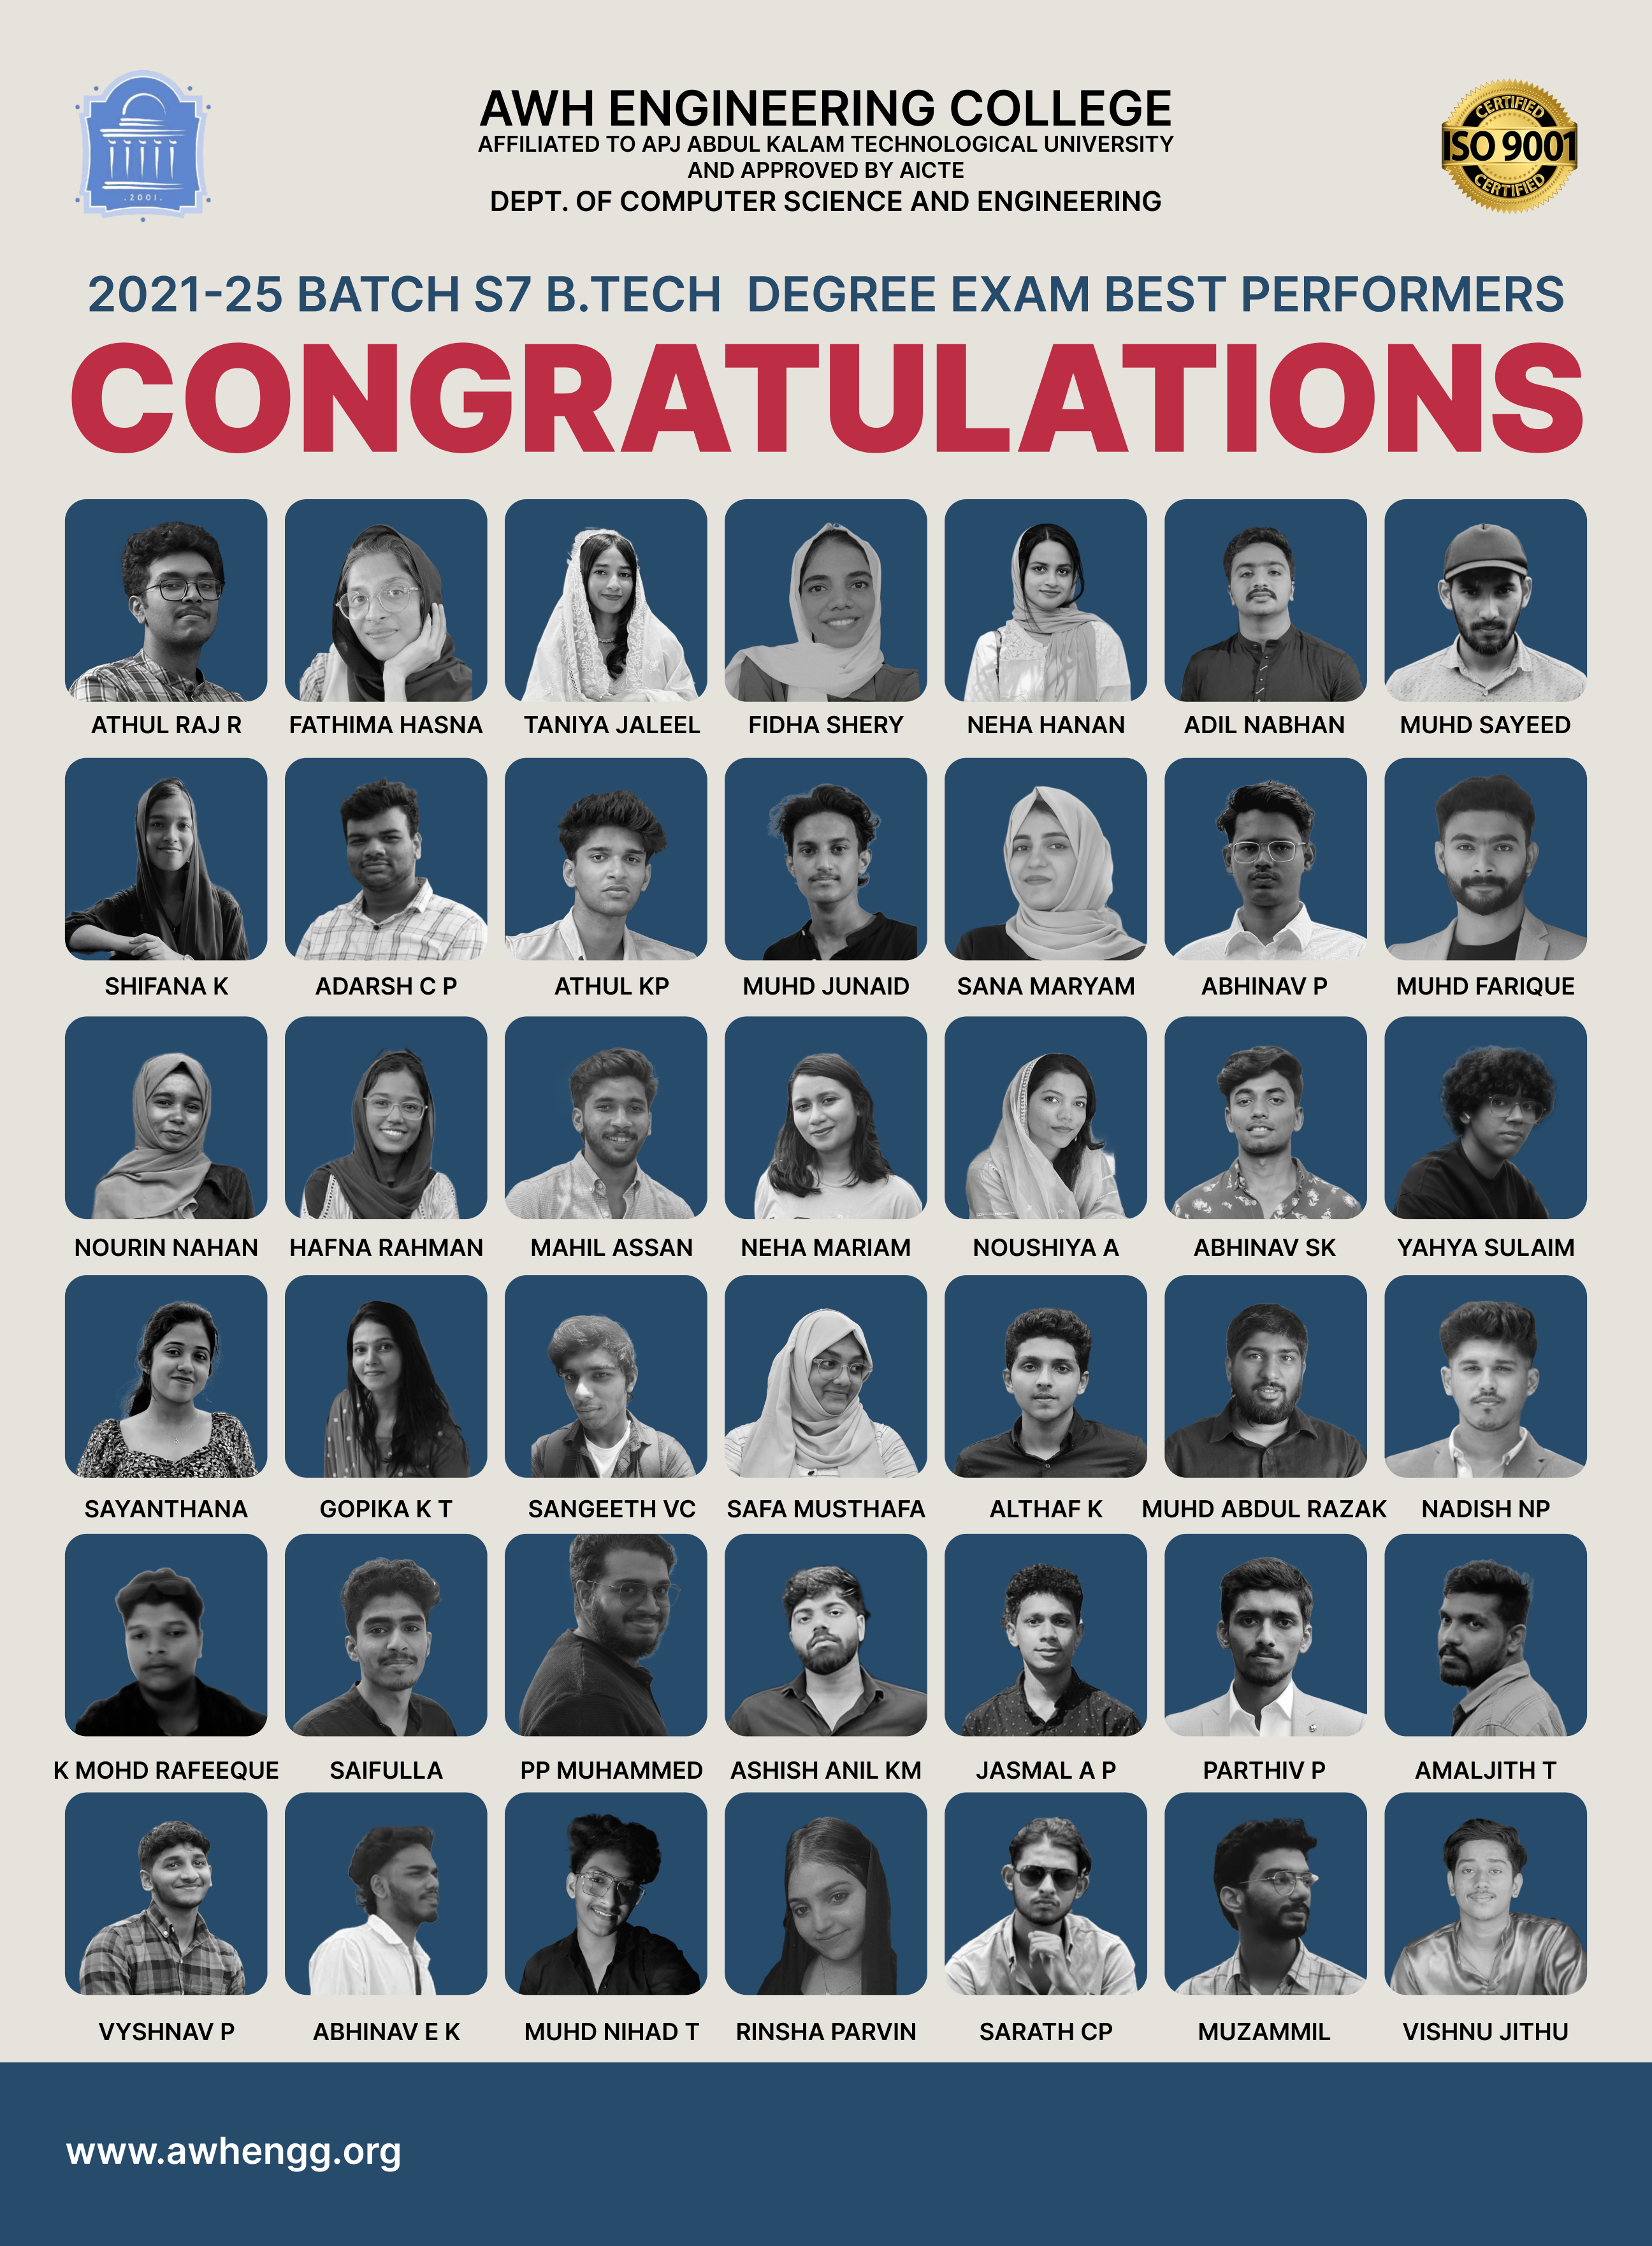 AWH ENGINEERING COLLEGE
AFFILIATED TO APJ ABDUL KALAM TECHNOLOGICAL UNIVERSITY
AND APPROVED BY AICTE
DEPT. OF COMPUTER SCIENCE AND ENGINEERING
.2001.
CERTIFIED
ISO 9001
CERTIFIED
2021-25 BATCH S7 B.TECH DEGREE EXAM BEST PERFORMERS
CONGRATULATIONS
ATHUL RAJ R FATHIMA HASNA TANIYA JALEEL FIDHA SHERY NEHA HANAN ADIL NABHAN MUHD SAYEED
SHIFANA K ADARSH C P ATHUL KP MUHD JUNAID SANA MARYAM ABHINAV P MUHD FARIQUE
NOURIN NAHAN HAFNA RAHMAN MAHIL ASSAN NEHA MARIAM NOUSHIYA A ABHINAV SK YAHYA SULAIM
SAYANTHANA GOPIKA K T SANGEETH VC SAFA MUSTHAFA ALTHAF K MUHD ABDUL RAZAK NADISH NP
K MOHD RAFEEQUE SAIFULLA PP MUHAMMED ASHISH ANIL KM JASMAL A P PARTHIV P AMALJITH T
VYSHNAV P ABHINAV E K MUHD NIHAD T RINSHA PARVIN SARATH CP MUZAMMIL VISHNU JITHU
www.awhengg.org